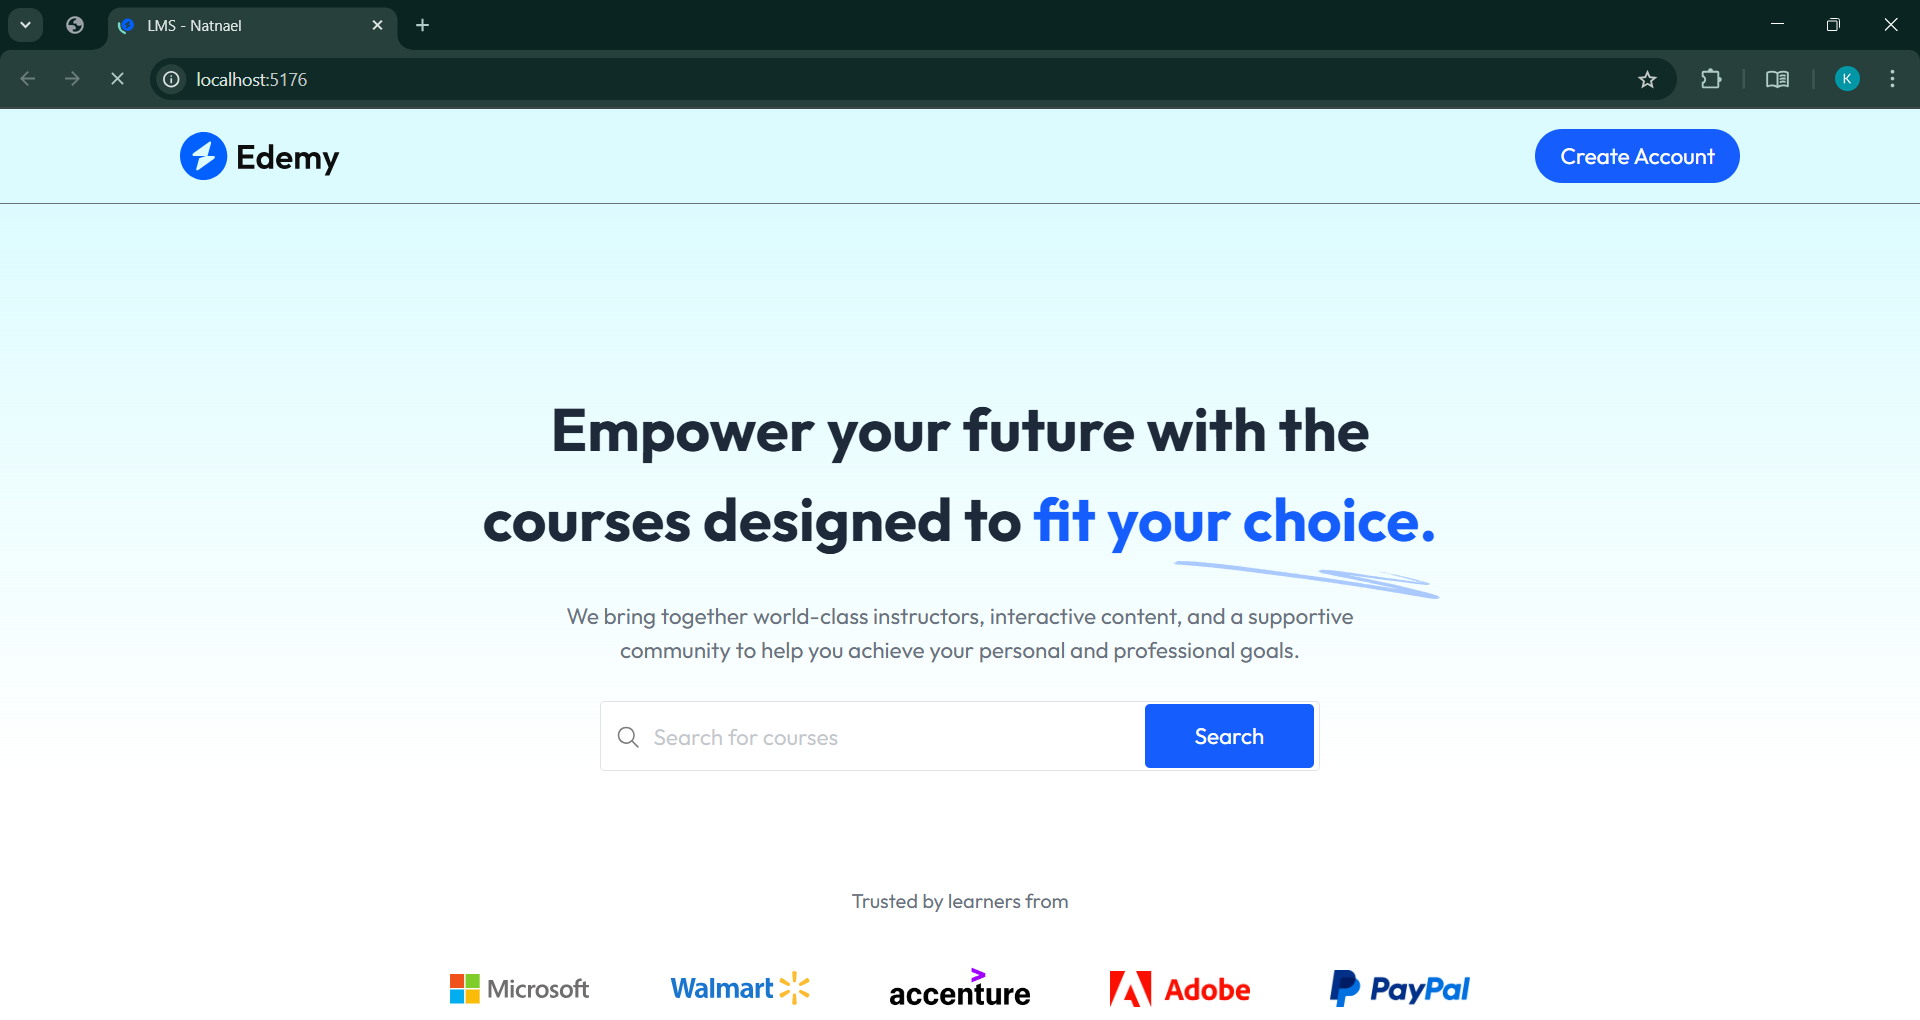 LMS - Natnael
localhost:5176
K
Edemy
Create Account
Empower your future with the
courses designed to fit your choice.
We bring together world-class instructors, interactive content, and a supportive
community to help you achieve your personal and professional goals.
Search for courses
Search
Trusted by learners from
Microsoft
Walmart
accenture
Adobe
PayPal